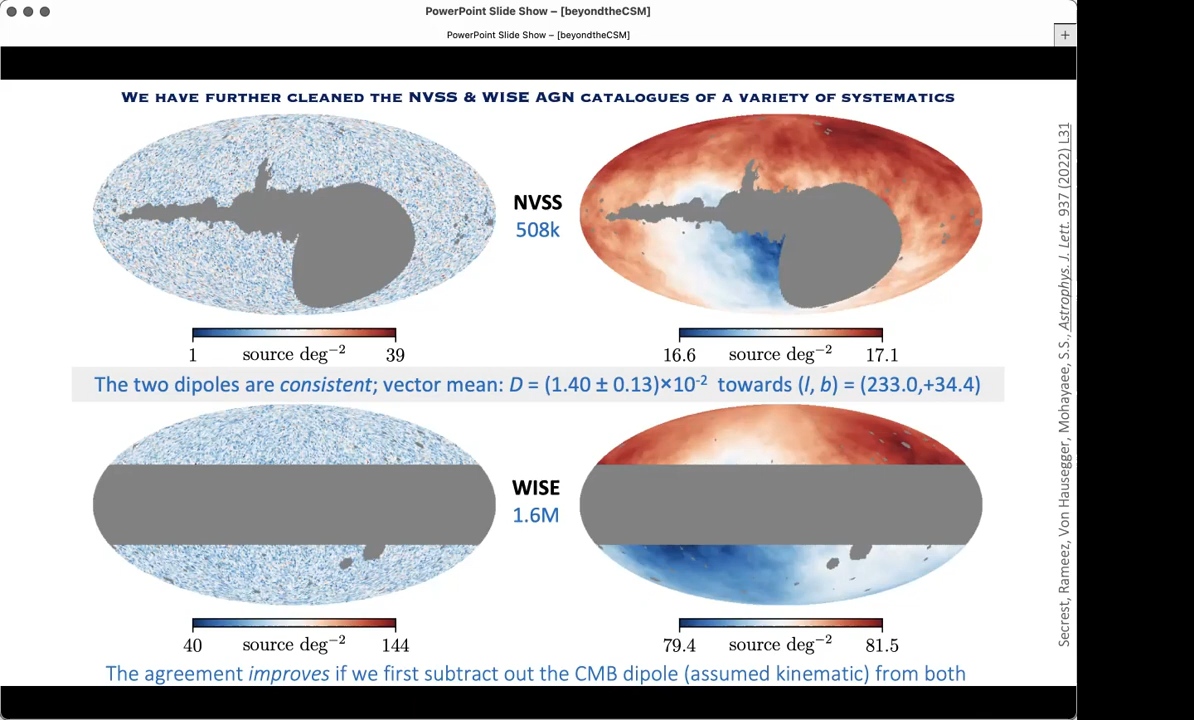 PowerPoint Slide Show – [beyondtheCSM]
PowerPoint Slide Show – [beyondtheCSM]
+
WE HAVE FURTHER CLEANED THE NVSS & WISE AGN CATALOGUES OF A VARIETY OF SYSTEMATICS
NVSS
508k
1 source deg⁻² 39
16.6 source deg⁻² 17.1
The two dipoles are consistent; vector mean: D = (1.40 ± 0.13)×10⁻² towards (l, b) = (233.0,+34.4)
WISE
1.6M
40 source deg⁻² 144
79.4 source deg⁻² 81.5
The agreement improves if we first subtract out the CMB dipole (assumed kinematic) from both
Secrest, Rameez, Von Hausegger, Mohayaee, S.S., Astrophys. J. Lett. 937 (2022) L31